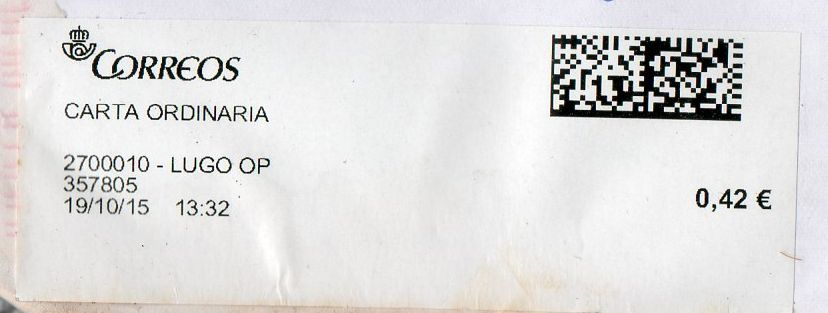 CORREOS
CARTA ORDINARIA
2700010 - LUGO OP
357805
19/10/15 13:32
0,42 €